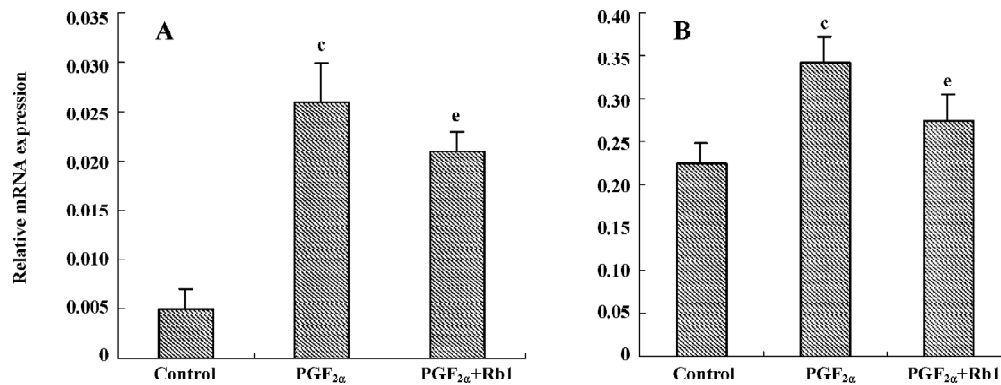 Relative mRNA expression
A
0.035
0.030
0.025
0.020
0.015
0.010
0.005
0
c
e
Control PGF₂α PGF₂α+Rb1
B
0.40
0.35
0.30
0.25
0.20
0.15
0.10
0.05
0.00
c
e
Control PGF₂α PGF₂α+Rb1